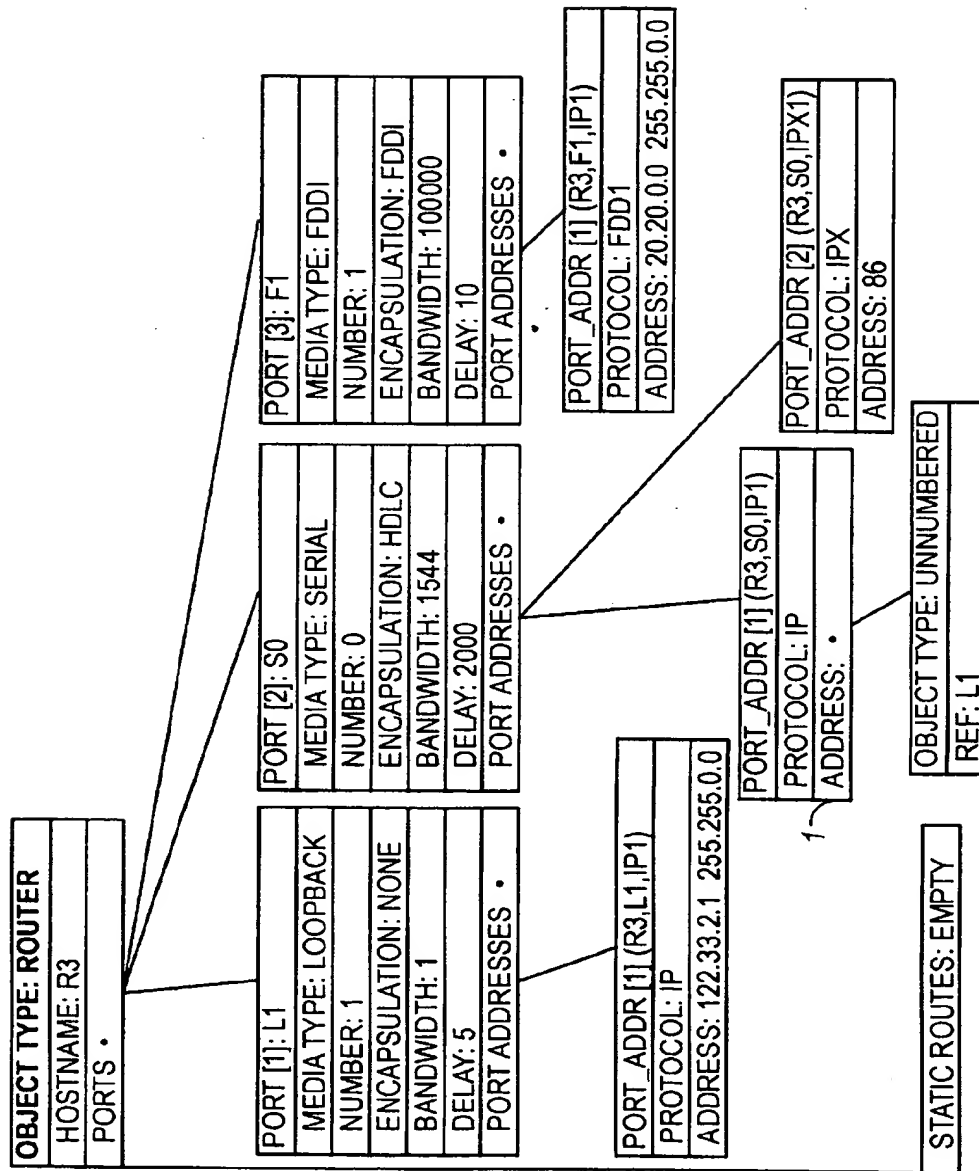 OBJECT TYPE: ROUTER
HOSTNAME: R3
PORTS •
PORT [1]: L1
MEDIA TYPE: LOOPBACK
NUMBER: 1
ENCAPSULATION: NONE
BANDWIDTH: 1
DELAY: 5
PORT ADDRESSES •
PORT [2]: S0
MEDIA TYPE: SERIAL
NUMBER: 0
ENCAPSULATION: HDLC
BANDWIDTH: 1544
DELAY: 2000
PORT ADDRESSES •
PORT [3]: F1
MEDIA TYPE: FDDI
NUMBER: 1
ENCAPSULATION: FDDI
BANDWIDTH: 100000
DELAY: 10
PORT ADDRESSES •
PORT_ADDR [1] (R3,L1,IP1)
PROTOCOL: IP
ADDRESS: 122.33.2.1 255.255.0.0
PORT_ADDR [1] (R3,S0,IP1)
PROTOCOL: IP
ADDRESS: •
1
PORT_ADDR [2] (R3,S0,IPX1)
PROTOCOL: IPX
ADDRESS: 86
PORT_ADDR [1] (R3,F1,IP1)
PROTOCOL: FDD1
ADDRESS: 20.20.0.0 255.255.0.0
OBJECT TYPE: UNNUMBERED
REF: L1
STATIC ROUTES: EMPTY